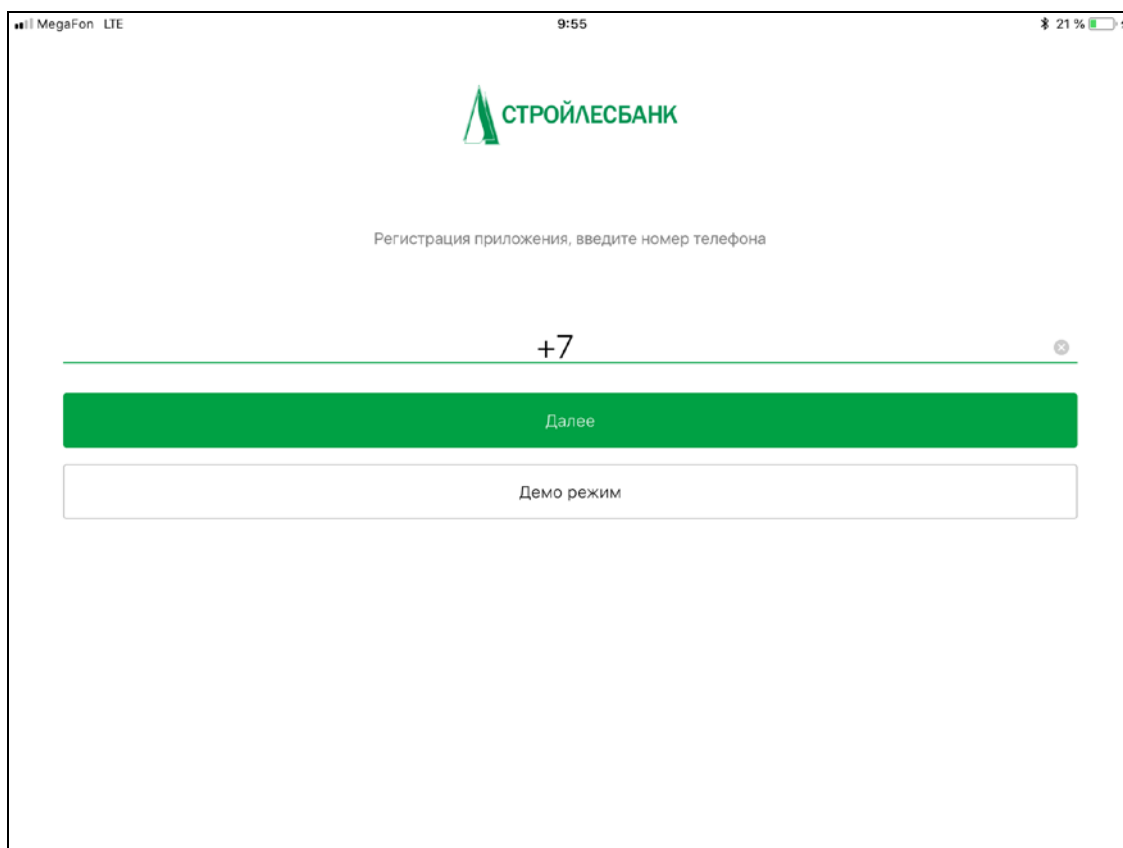 MegaFon LTE 9:55 21 %
СТРОЙЛЕСБАНК
Регистрация приложения, введите номер телефона
+7
Далее
Демо режим